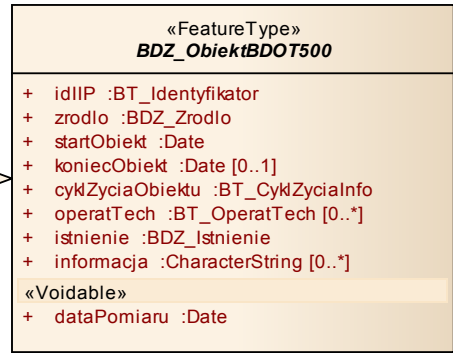 «FeatureType»
BDZ_ObiektBDOT500
+ idIIP :BT_Identyfikator
+ zrodlo :BDZ_Zrodlo
+ startObiekt :Date
+ koniecObiekt :Date [0..1]
+ cyklZyciaObiektu :BT_CyklZyciaInfo
+ operatTech :BT_OperatTech [0..*]
+ istnienie :BDZ_Istnienie
+ informacja :CharacterString [0..*]
«Voidable»
+ dataPomiaru :Date